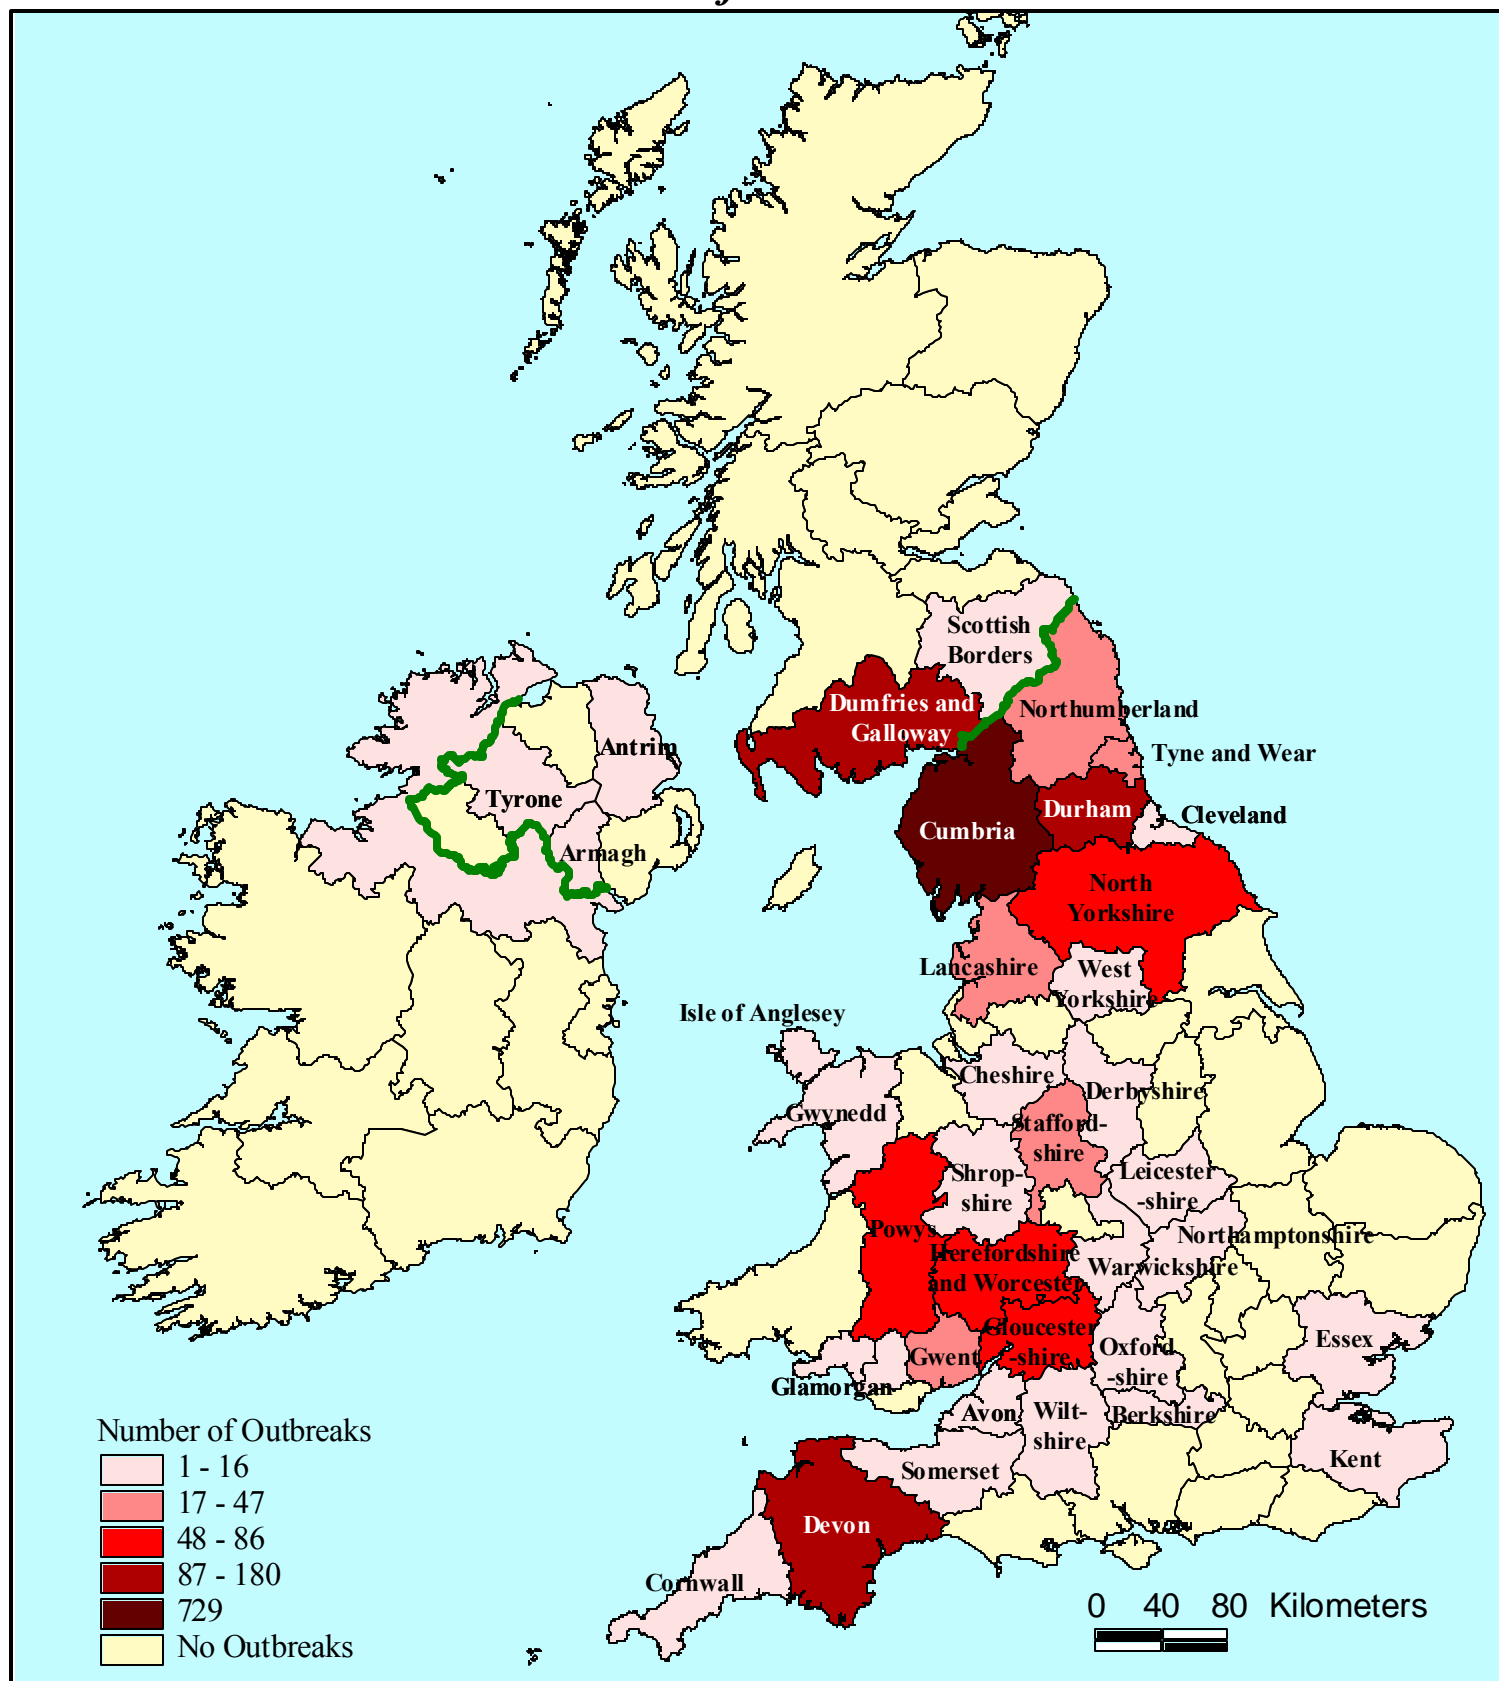 Scottish
Borders
Dumfries and
Galloway
Northumberland
Tyne and Wear
Antrim
Tyrone
Armagh
Cumbria
Durham
Cleveland
North
Yorkshire
Lancashire
West
Yorkshire
Isle of Anglesey
Gwynedd
Cheshire
Derbyshire
Stafford-
shire
Shrop-
shire
Leicester
-shire
Powys
Herefordshire
and Worcester
Northamptonshire
Warwickshire
Gloucester
-shire
Gwent
Oxford
-shire
Essex
Glamorgan
Avon
Wilt-
shire
Berkshire
Kent
Somerset
Devon
Cornwall
Number of Outbreaks
1 - 16
17 - 47
48 - 86
87 - 180
729
No Outbreaks
0 40 80 Kilometers